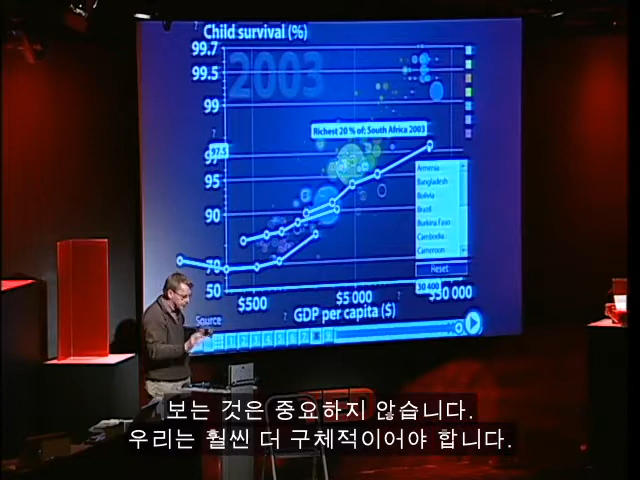 Child survival (%)
99.7
2003
99.5
99
Richest 20 % of: South Africa 2003
97.5
95
Armenia
Bangladesh
Bolivia
Brazil
90
Burkina Faso
Cambodia
Cameroon
70
Reset
50
30 400
$500
$5 000
$50 000
GDP per capita ($)
Source
보는 것은 중요하지 않습니다.
우리는 훨씬 더 구체적이어야 합니다.